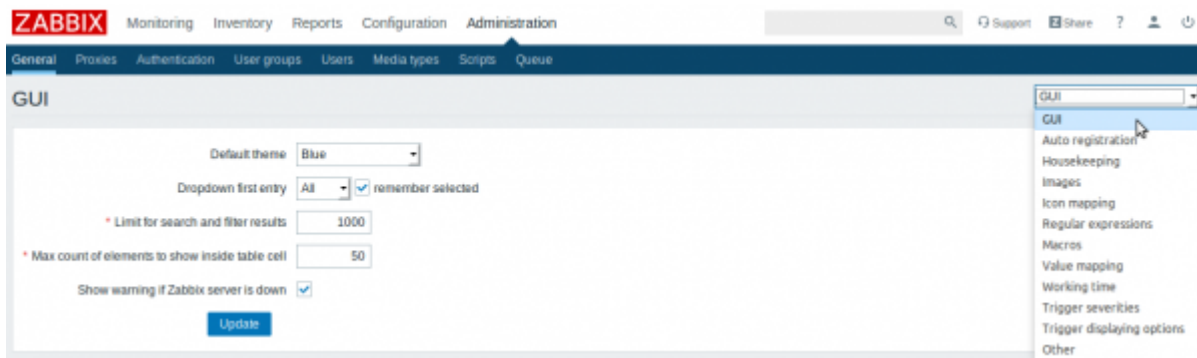 ZABBIX Monitoring Inventory Reports Configuration Administration Support Share ?
General Proxies Authentication User groups Users Media types Scripts Queue
GUI
GUI
GUI
Auto registration
Housekeeping
Images
Icon mapping
Regular expressions
Macros
Value mapping
Working time
Trigger severities
Trigger displaying options
Other
Default theme Blue
Dropdown first entry All remember selected
* Limit for search and filter results 1000
* Max count of elements to show inside table cell 50
Show warning if Zabbix server is down
Update